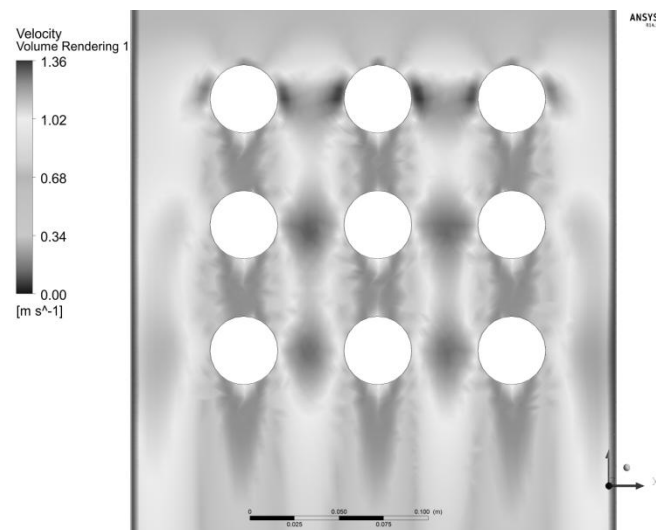 Velocity
Volume Rendering 1
ANSYS
1.36
1.02
0.68
0.34
0.00
[m s^-1]
0 0.050 0.100 (m)
0.025 0.075
X